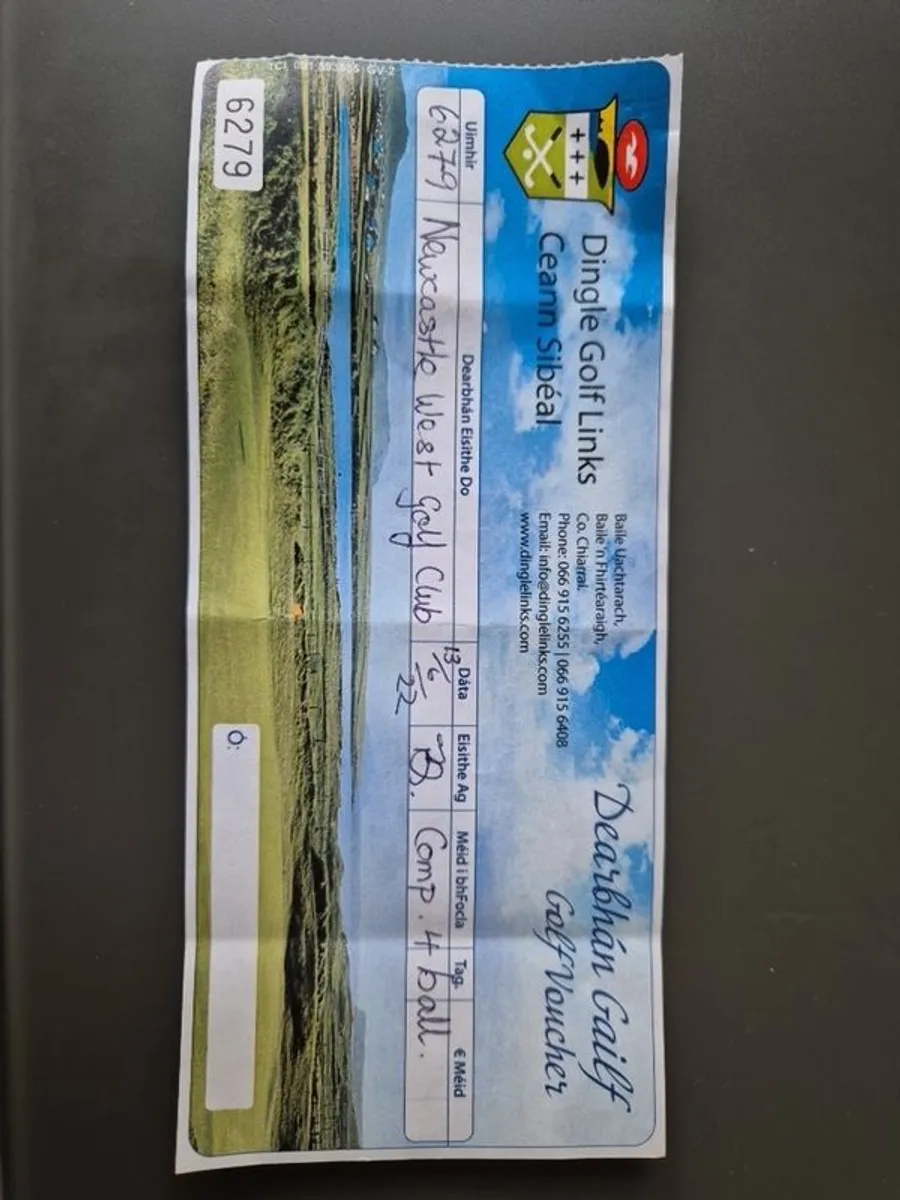 Dingle Golf Links
Ceann Sibéal
Baile Uachtarach,
Baile 'n Fhirtéaraigh,
Co. Chiarraí.
Phone: 066 915 6255 | 066 915 6408
Email: info@dinglelinks.com
www.dinglelinks.com
Dearbhán Gailf
Golf Voucher
Uimhir Dearbhán Eisithe Do Dáta Eisithe Ag Méid i bhFocla Tag. € Méid
6279 Newcastle West Golf Club 13/6/22 Comp. 4 ball.
6279
Ó: